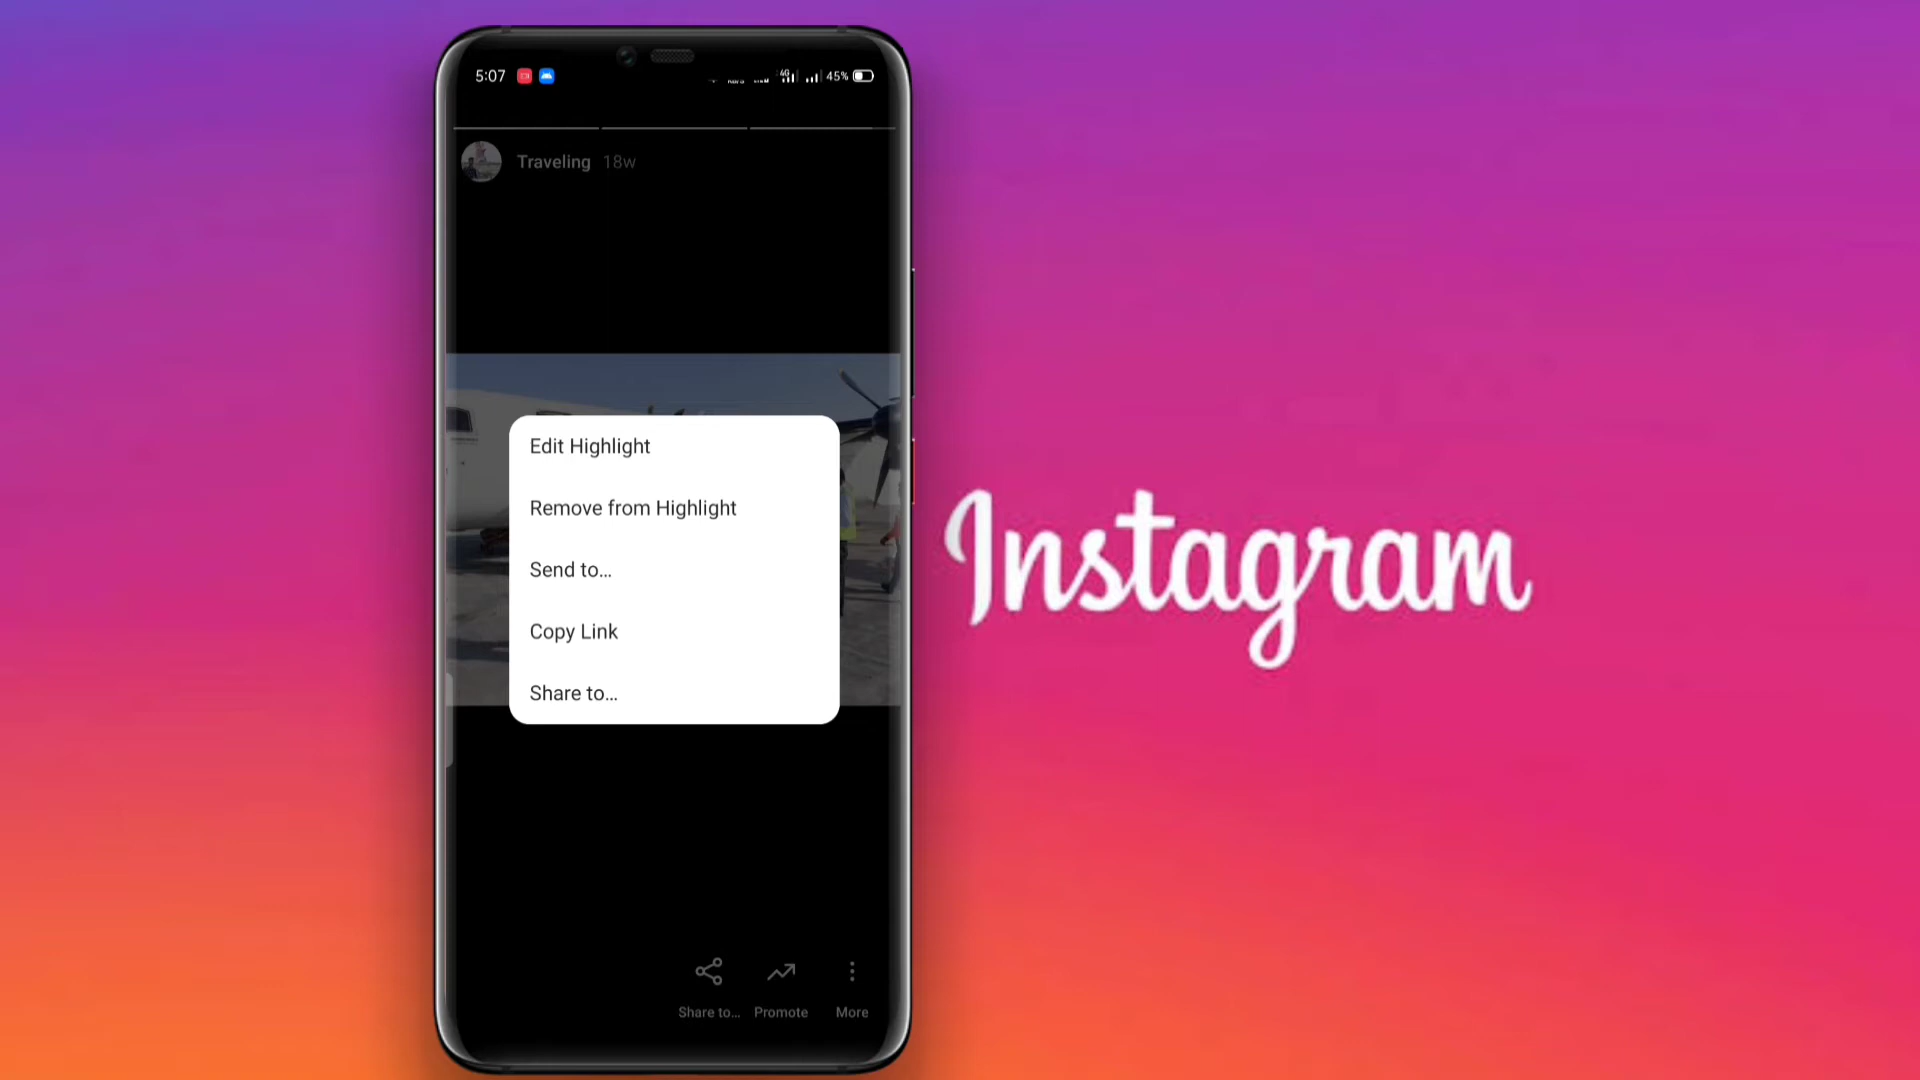 5:07
4G
45%
Traveling 18w
Edit Highlight
Remove from Highlight
Send to...
Copy Link
Share to...
Instagram
Share to... Promote More